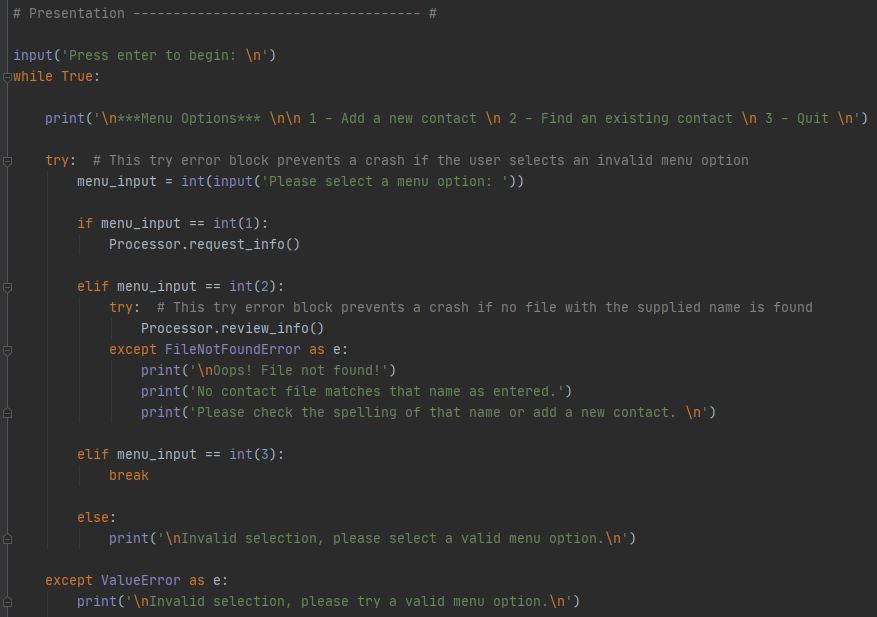 # Presentation ------------------------------------ #
input('Press enter to begin: \n')
while True:
print('\n***Menu Options*** \n\n 1 - Add a new contact \n 2 - Find an existing contact \n 3 - Quit \n')
try:  # This try error block prevents a crash if the user selects an invalid menu option
menu_input = int(input('Please select a menu option: '))
if menu_input == int(1):
Processor.request_info()
elif menu_input == int(2):
try:  # This try error block prevents a crash if no file with the supplied name is found
Processor.review_info()
except FileNotFoundError as e:
print('\nOops! File not found!')
print('No contact file matches that name as entered.')
print('Please check the spelling of that name or add a new contact. \n')
elif menu_input == int(3):
break
else:
print('\nInvalid selection, please select a valid menu option.\n')
except ValueError as e:
print('\nInvalid selection, please try a valid menu option.\n')